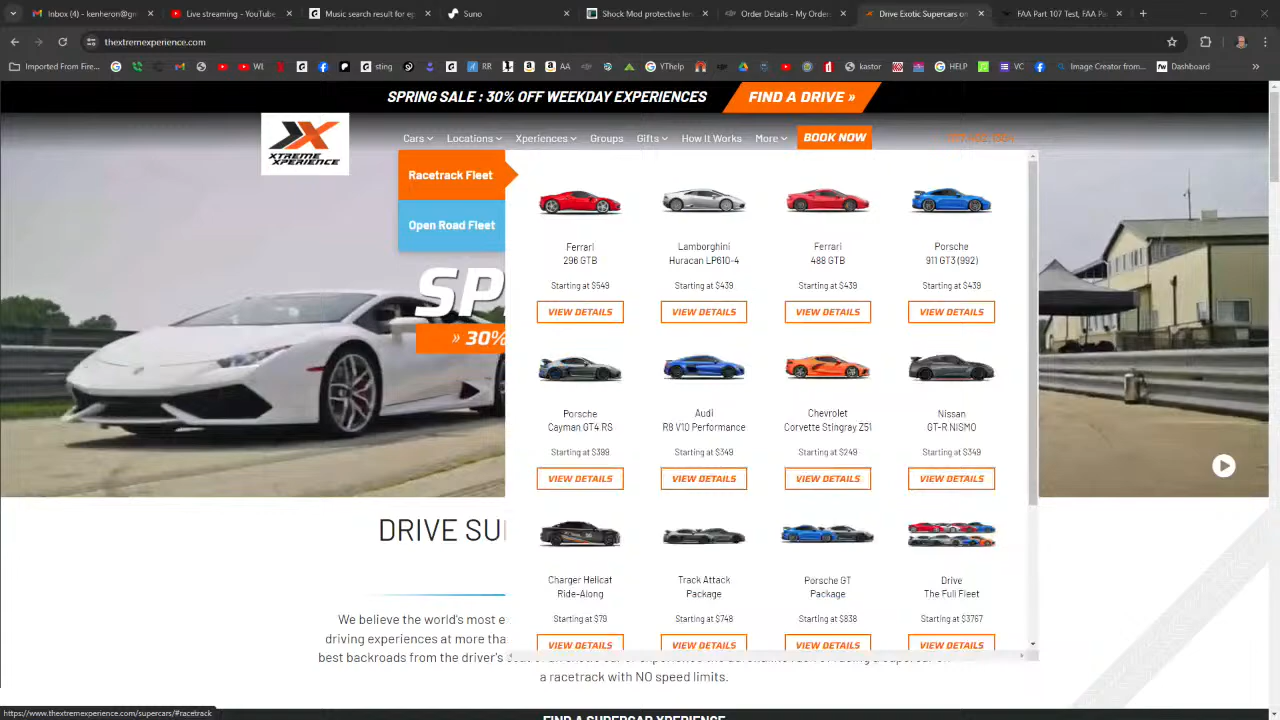 Inbox (4) - kenheron@g
Live streaming - YouTube
Music search result for ep
Suno
Shock Mod protective le
Order Details - My Order
Drive Exotic Supercars o
FAA Part 107 Test, FAA Pa
thextremexperience.com
Imported From Fire...
WL
sting
RR
AA
YThelp
kastor
HELP
VC
Image Creator from...
Dashboard
SPRING SALE : 30% OFF WEEKDAY EXPERIENCES
FIND A DRIVE »
XTREME
XPERIENCE
Cars Locations Xperiences Groups Gifts How It Works More BOOK NOW
Racetrack Fleet
Open Road Fleet
SP
» 30%
Ferrari
296 GTB
Starting at $549
VIEW DETAILS
Lamborghini
Huracan LP610-4
Starting at $439
VIEW DETAILS
Ferrari
488 GTB
Starting at $439
VIEW DETAILS
Porsche
911 GT3 (992)
Starting at $439
VIEW DETAILS
Porsche
Cayman GT4 RS
Starting at $399
VIEW DETAILS
Audi
R8 V10 Performance
Starting at $349
VIEW DETAILS
Chevrolet
Corvette Stingray Z51
Starting at $249
VIEW DETAILS
Nissan
GT-R NISMO
Starting at $349
VIEW DETAILS
Charger Hellcat
Ride-Along
Starting at $79
VIEW DETAILS
Track Attack
Package
Starting at $748
VIEW DETAILS
Porsche GT
Package
Starting at $838
VIEW DETAILS
Drive
The Full Fleet
Starting at $3767
VIEW DETAILS
DRIVE SU
We believe the world's most e
driving experiences at more tha
best backroads from the driver's
a racetrack with NO speed limits.
FIND A SUPERCAR XPERIENCE
https://www.thextremexperience.com/supercars/#racetrack